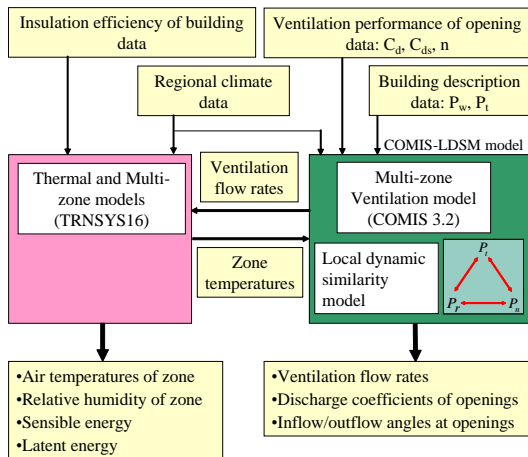 Insulation efficiency of building
data
Ventilation performance of opening
data: Cd, Cds, n
Regional climate
data
Building description
data: Pw, Pt
COMIS-LDSM model
Thermal and Multi-
zone models
(TRNSYS16)
Ventilation
flow rates
Multi-zone
Ventilation model
(COMIS 3.2)
Zone
temperatures
Local dynamic
similarity
model
Pt
Pr
Pn
•Air temperatures of zone
•Relative humidity of zone
•Sensible energy
•Latent energy
•Ventilation flow rates
•Discharge coefficients of openings
•Inflow/outflow angles at openings